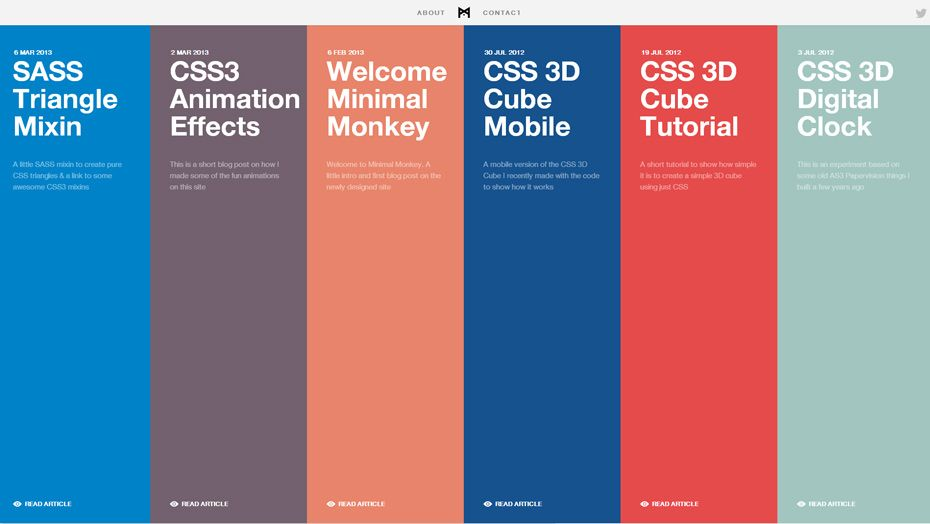 ABOUT
CONTACT
6 MAR 2013
SASS
Triangle
Mixin
A little SASS mixin to create pure
CSS triangles & a link to some
awesome CSS3 mixins
READ ARTICLE
2 MAR 2013
CSS3
Animation
Effects
This is a short blog post on how I
made some of the fun animations
on this site
READ ARTICLE
6 FEB 2013
Welcome
Minimal
Monkey
Welcome to Minimal Monkey. A
little intro and first blog post on the
newly designed site
READ ARTICLE
30 JUL 2012
CSS 3D
Cube
Mobile
A mobile version of the CSS 3D
Cube I recently made with the code
to show how it works
READ ARTICLE
19 JUL 2012
CSS 3D
Cube
Tutorial
A short tutorial to show how simple
it is to create a simple 3D cube
using just CSS
READ ARTICLE
3 JUL 2012
CSS 3D
Digital
Clock
This is an experiment based on
some old AS3 Papervision things I
built a few years ago
READ ARTICLE